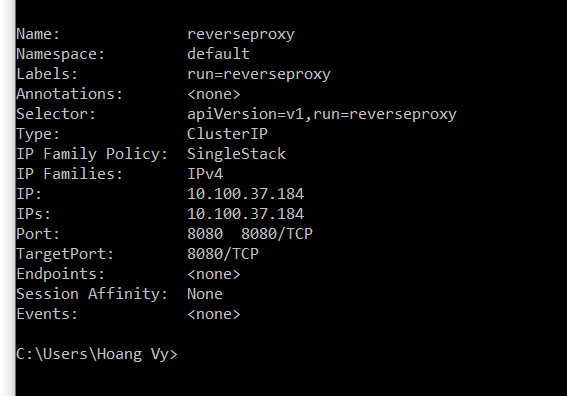 Name: reverseproxy
Namespace: default
Labels: run=reverseproxy
Annotations: <none>
Selector: apiVersion=v1,run=reverseproxy
Type: ClusterIP
IP Family Policy: SingleStack
IP Families: IPv4
IP: 10.100.37.184
IPs: 10.100.37.184
Port: 8080 8080/TCP
TargetPort: 8080/TCP
Endpoints: <none>
Session Affinity: None
Events: <none>
C:\Users\Hoang Vy>